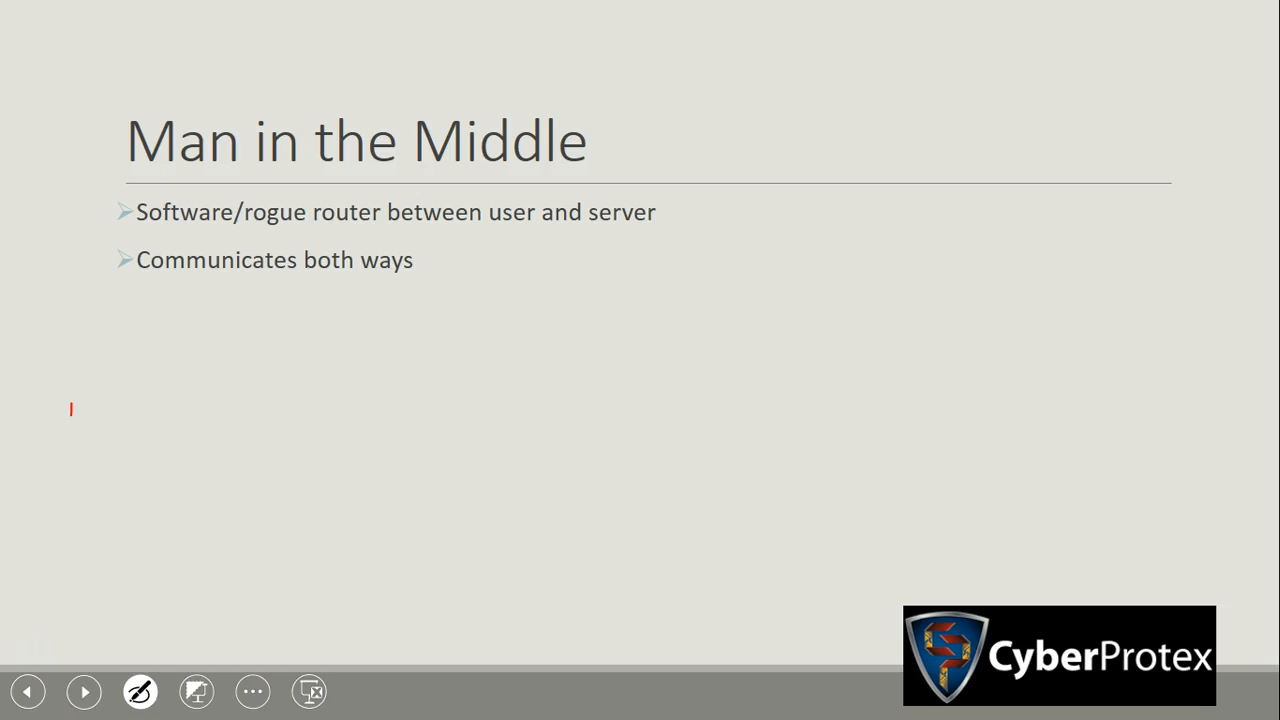 Man in the Middle
Software/rogue router between user and server
Communicates both ways
CyberProtex